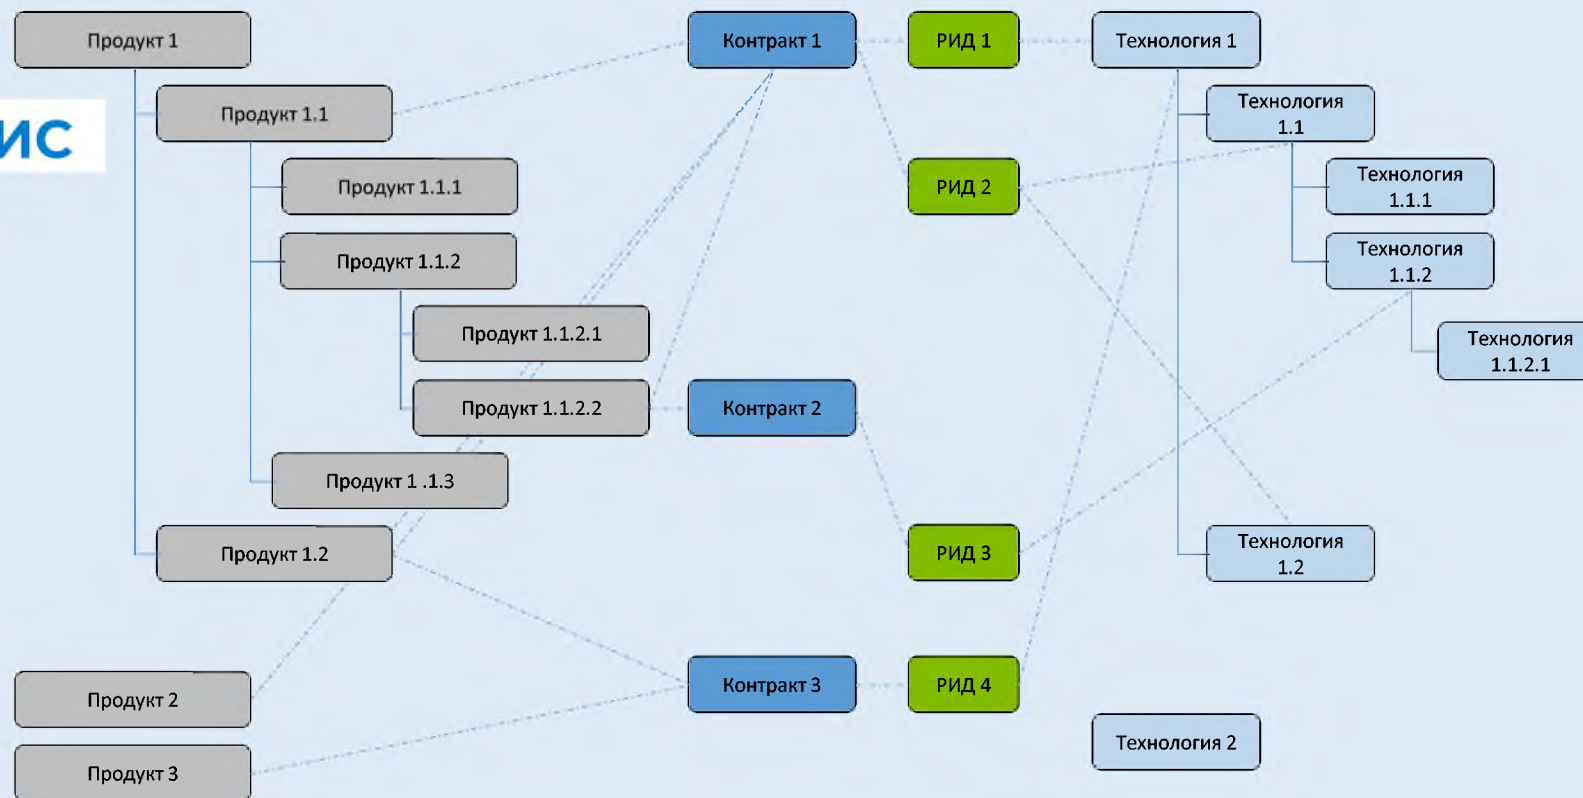 Продукт 1
Контракт 1
РИД 1
Технология 1
Продукт 1.1
Технология
1.1
ИС
Продукт 1.1.1
РИД 2
Технология
1.1.1
Продукт 1.1.2
Технология
1.1.2
Продукт 1.1.2.1
Технология
1.1.2.1
Продукт 1.1.2.2
Контракт 2
Продукт 1 .1.3
Продукт 1.2
РИД 3
Технология
1.2
Продукт 2
Контракт 3
РИД 4
Технология 2
Продукт 3